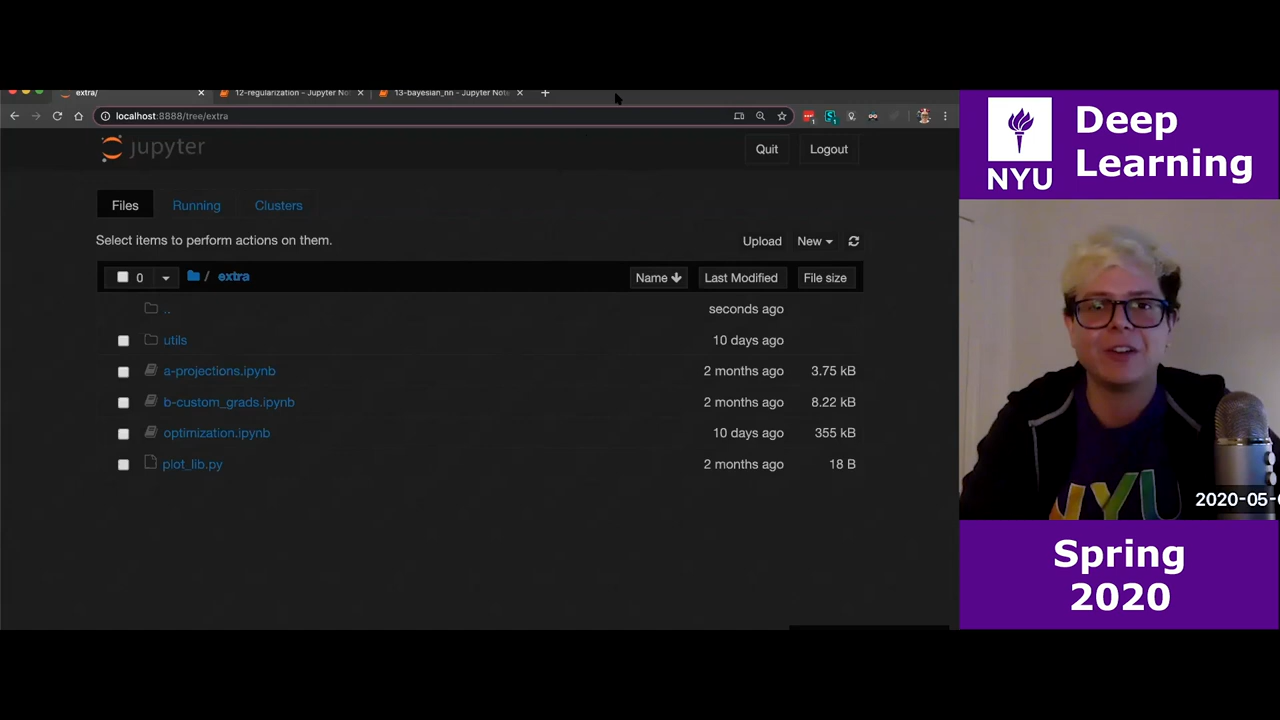 extra/
12-regularization - Jupyter No
13-bayesian_nn - Jupyter Note
localhost:8888/tree/extra
jupyter
Quit
Logout
Files
Running
Clusters
Select items to perform actions on them.
Upload
New
0
/ extra
Name
Last Modified
File size
..
seconds ago
utils
10 days ago
a-projections.ipynb
2 months ago
3.75 kB
b-custom_grads.ipynb
2 months ago
8.22 kB
optimization.ipynb
10 days ago
355 kB
plot_lib.py
2 months ago
18 B
NYU
Deep
Learning
NYU
2020-05-
Spring
2020